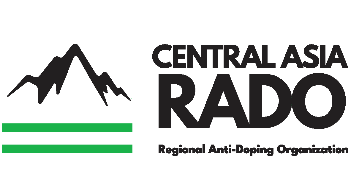 CENTRAL ASIA
RADO
Regional Anti-Doping Organization